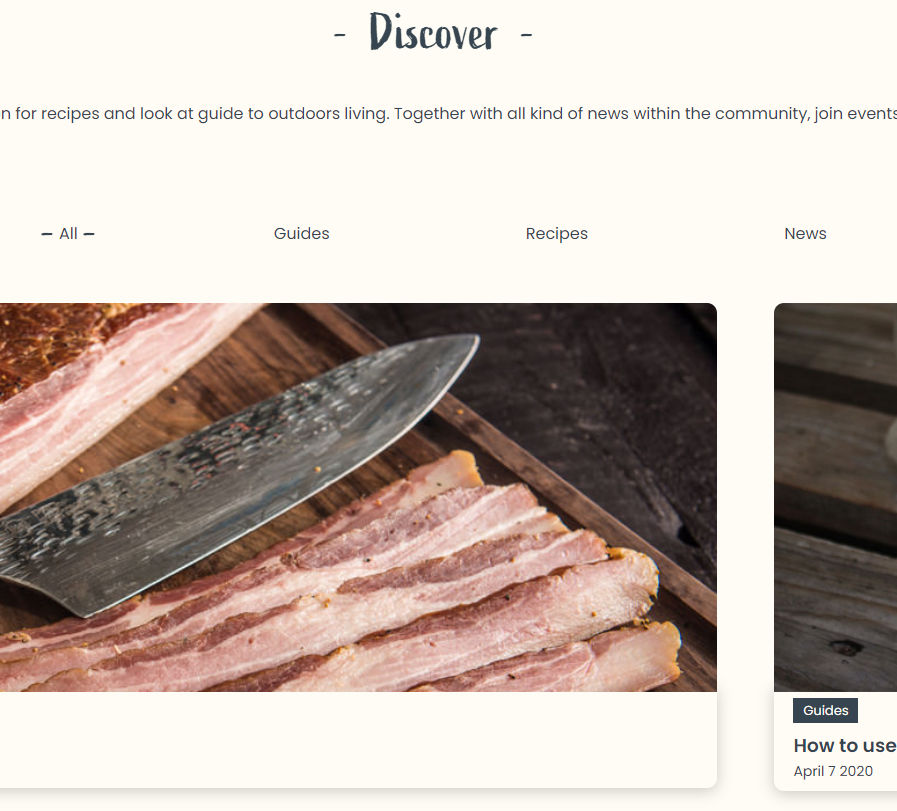 - Discover -
n for recipes and look at guide to outdoors living. Together with all kind of news within the community, join events
– All –
Guides
Recipes
News
Guides
How to use
April 7 2020